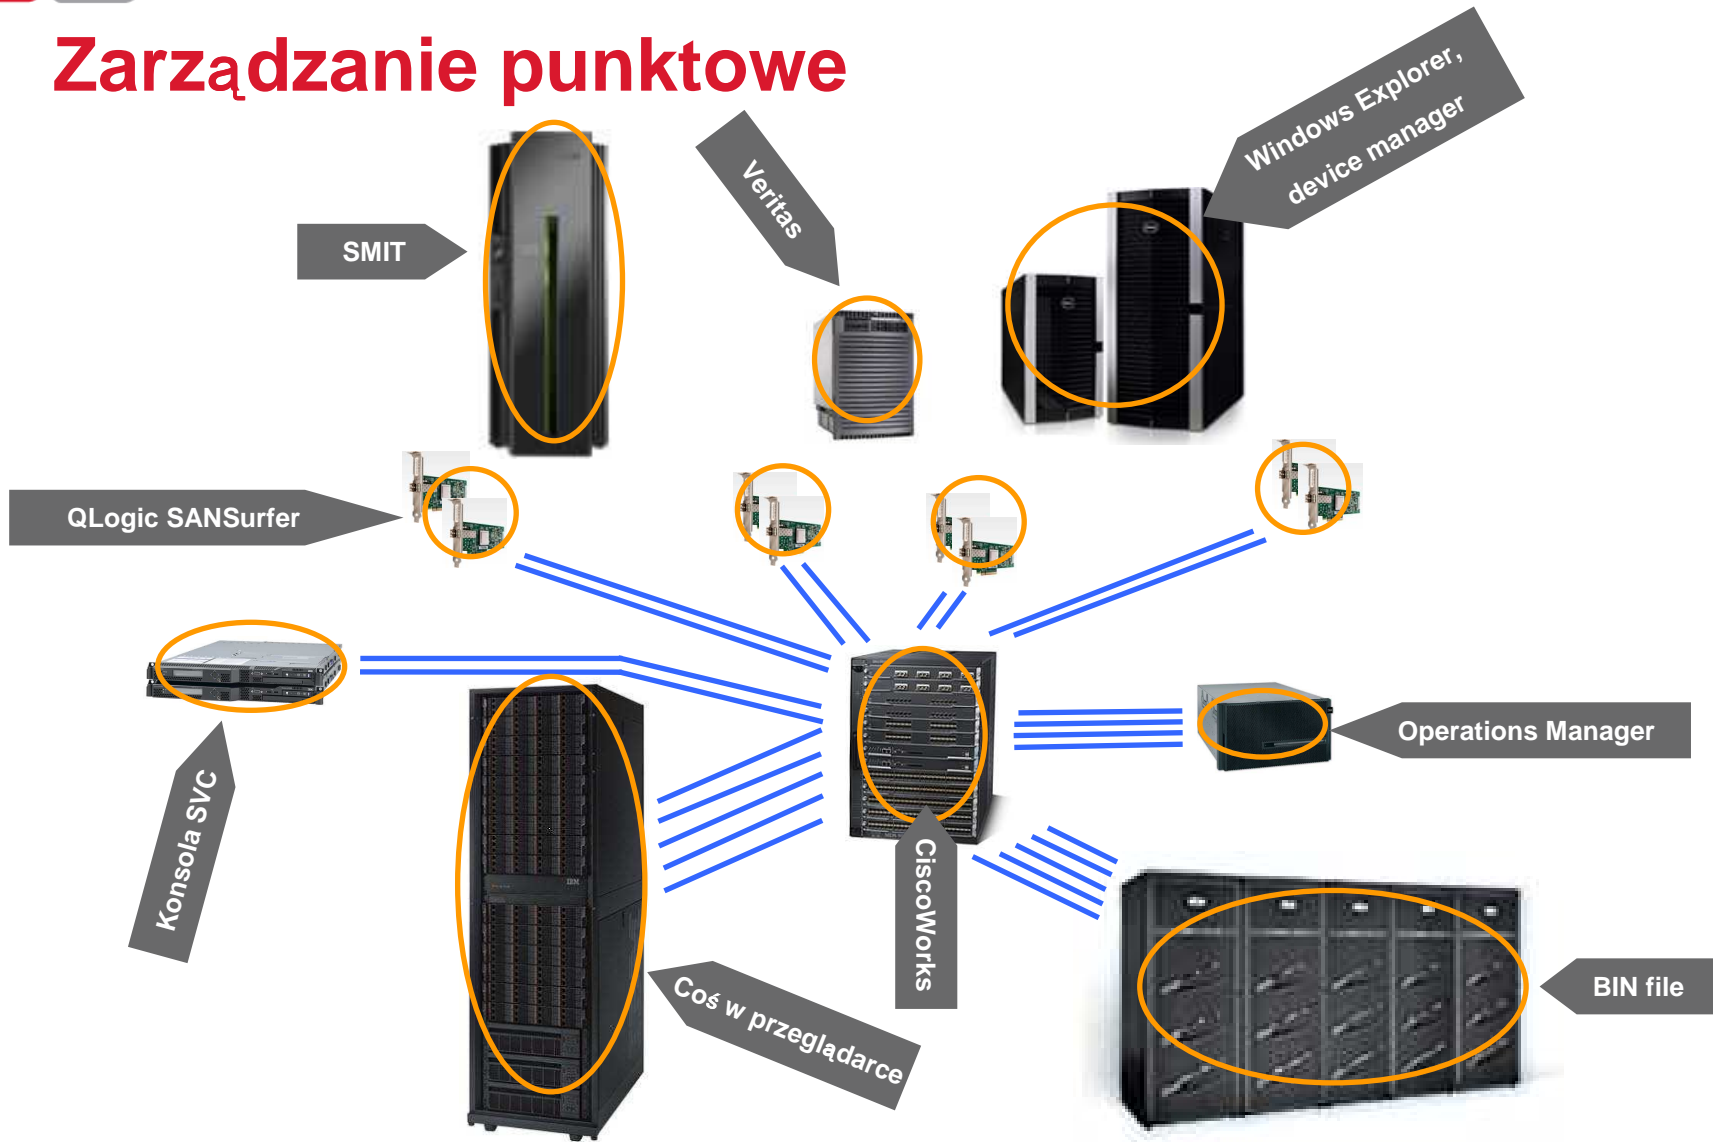 Zarządzanie punktowe
Windows Explorer,
device manager
Veritas
SMIT
QLogic SANSurfer
Operations Manager
Konsola SVC
CiscoWorks
IBM
Coś w przeglądarce
BIN file